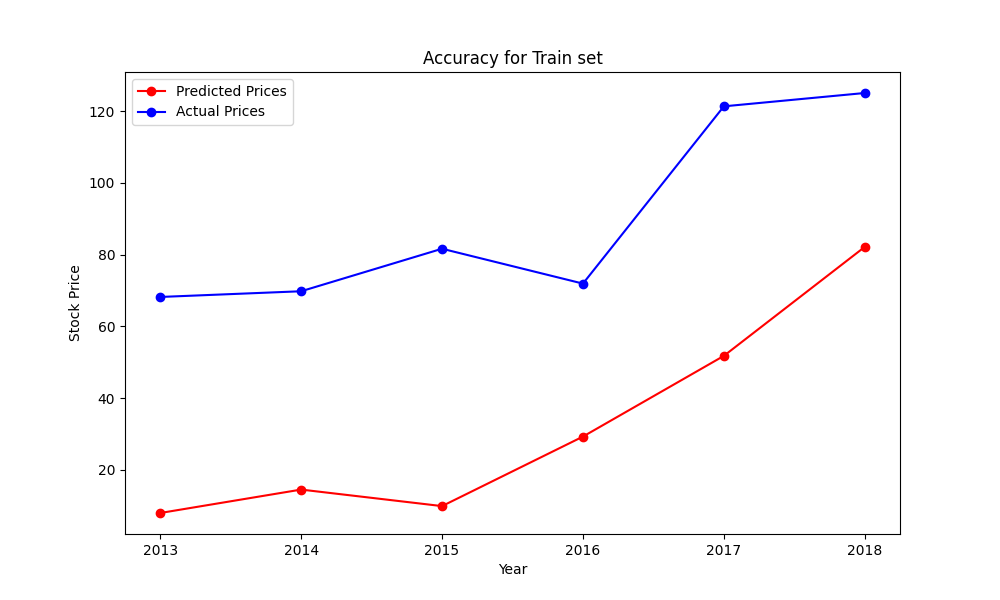 Accuracy for Train set
Predicted Prices
Actual Prices
120
100
80
60
40
20
Stock Price
2013 2014 2015 2016 2017 2018
Year